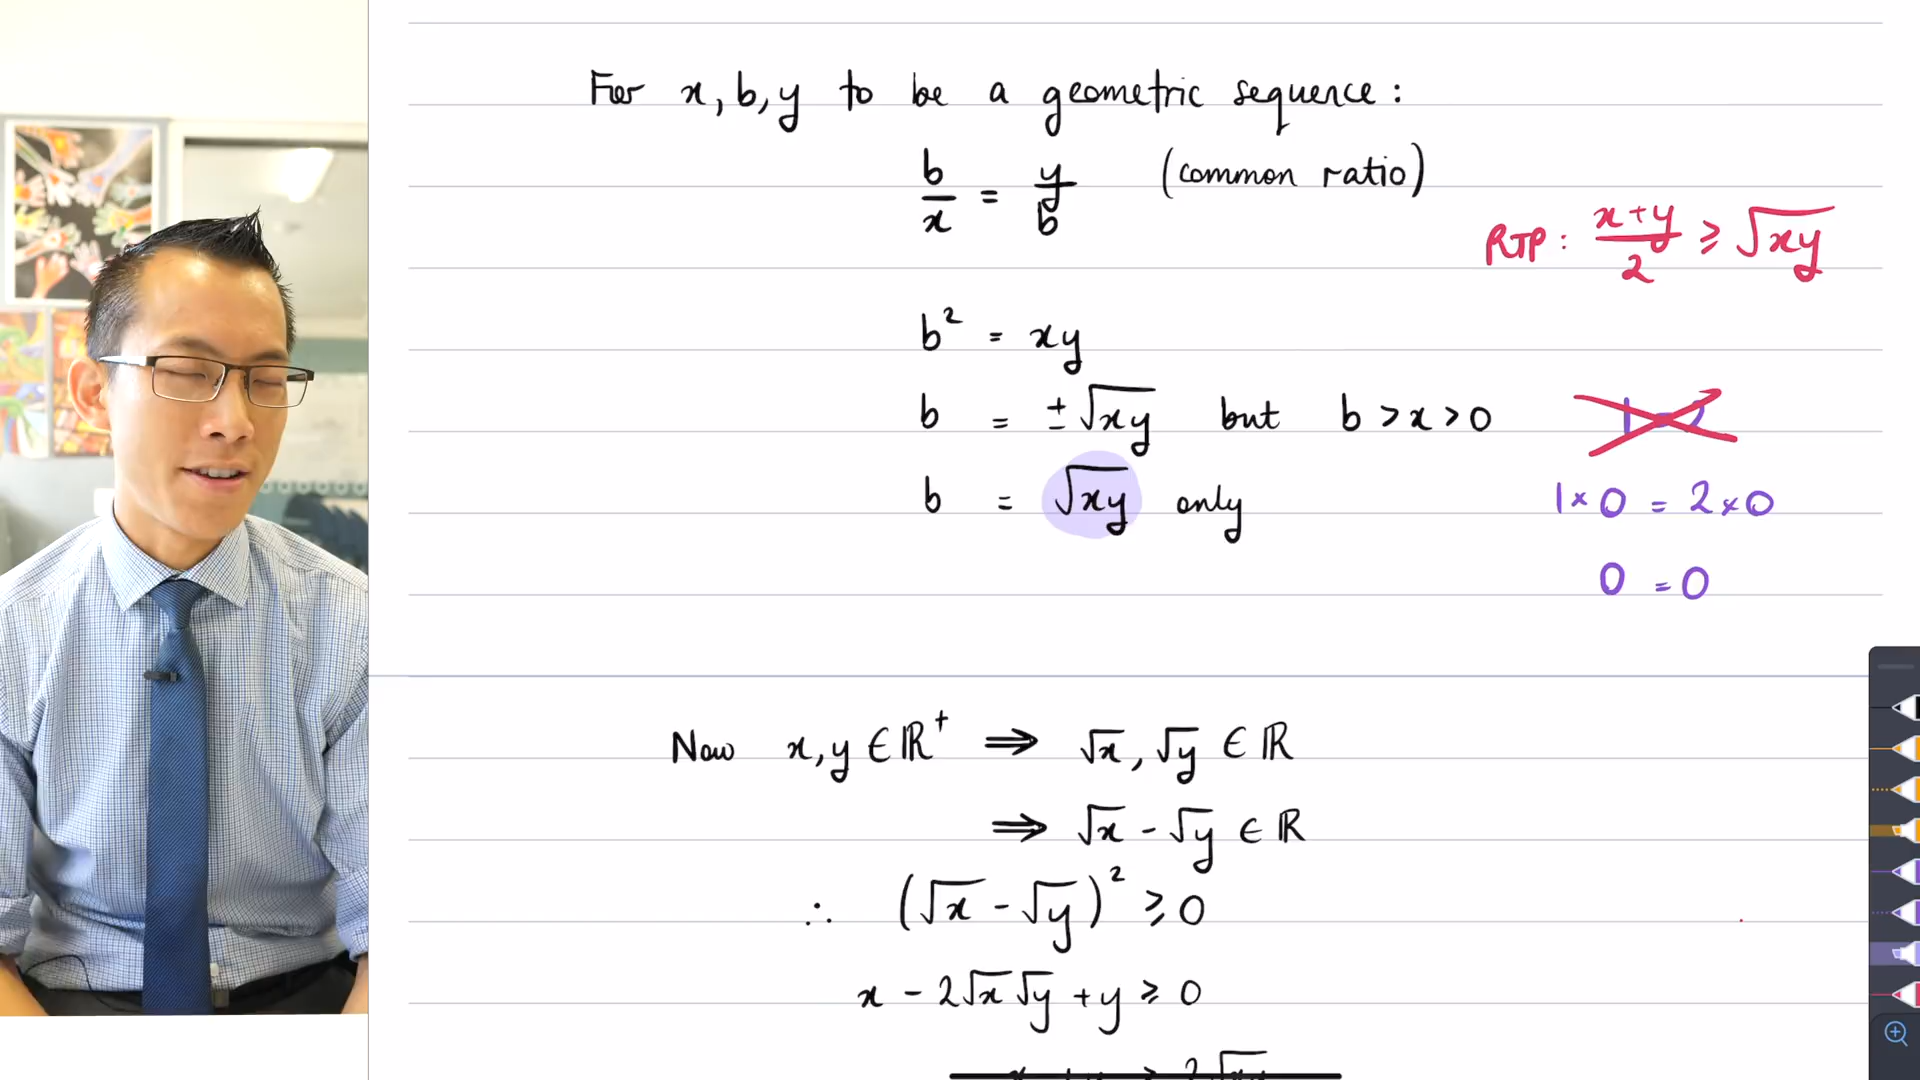 For x, b, y to be a geometric sequence:
b/x = y/b (common ratio)
RTP: x+y/2 ≥ √xy
b² = xy
b = ±√xy but b > x > 0
b = √xy only
1 × 0 = 2 × 0
0 = 0
Now x, y ∈ ℝ⁺ ⇒ √x, √y ∈ ℝ
⇒ √x - √y ∈ ℝ
∴ (√x - √y)² ≥ 0
x - 2√x √y + y ≥ 0